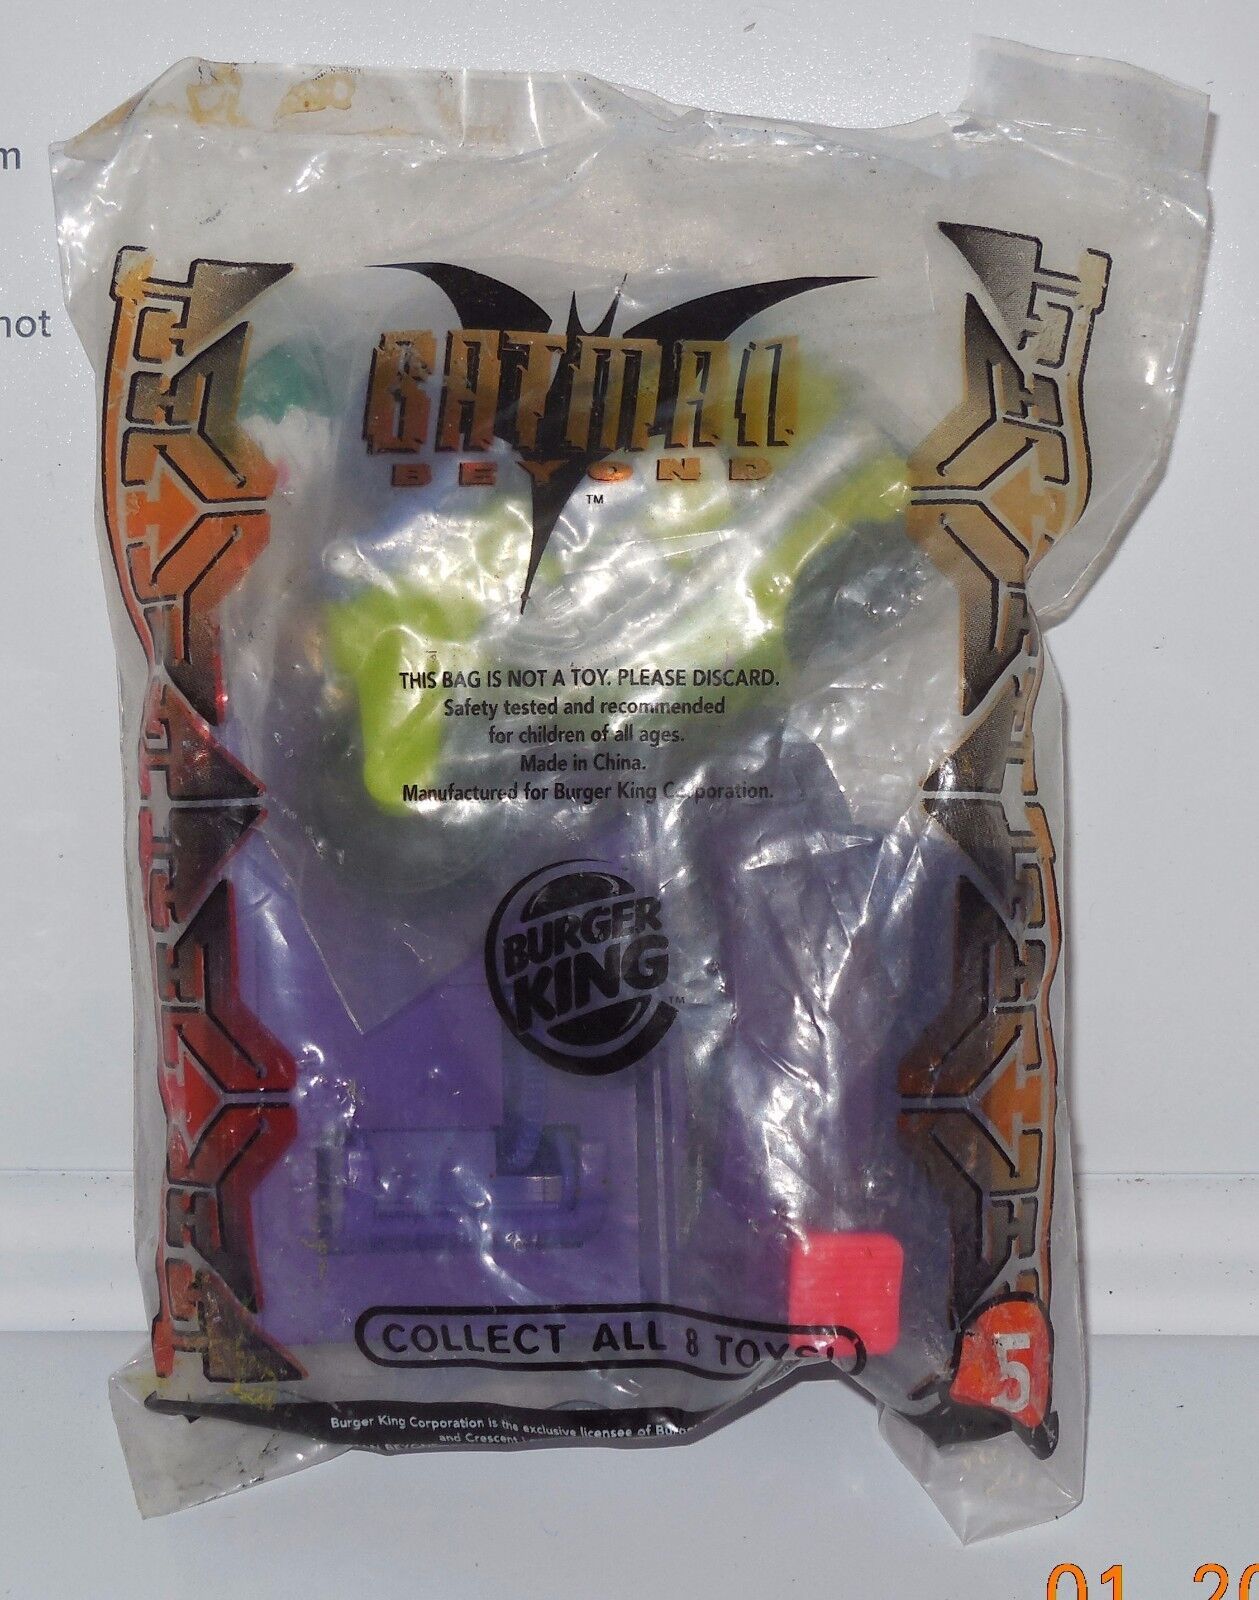 m
not
BATMAN
BEYOND
TM
THIS BAG IS NOT A TOY. PLEASE DISCARD.
Safety tested and recommended
for children of all ages.
Made in China.
Manufactured for Burger King Corporation.
BURGER
KING TM
COLLECT ALL 8 TOYS!
5
Burger King Corporation is the exclusive licensee of
and Crescent
01 20